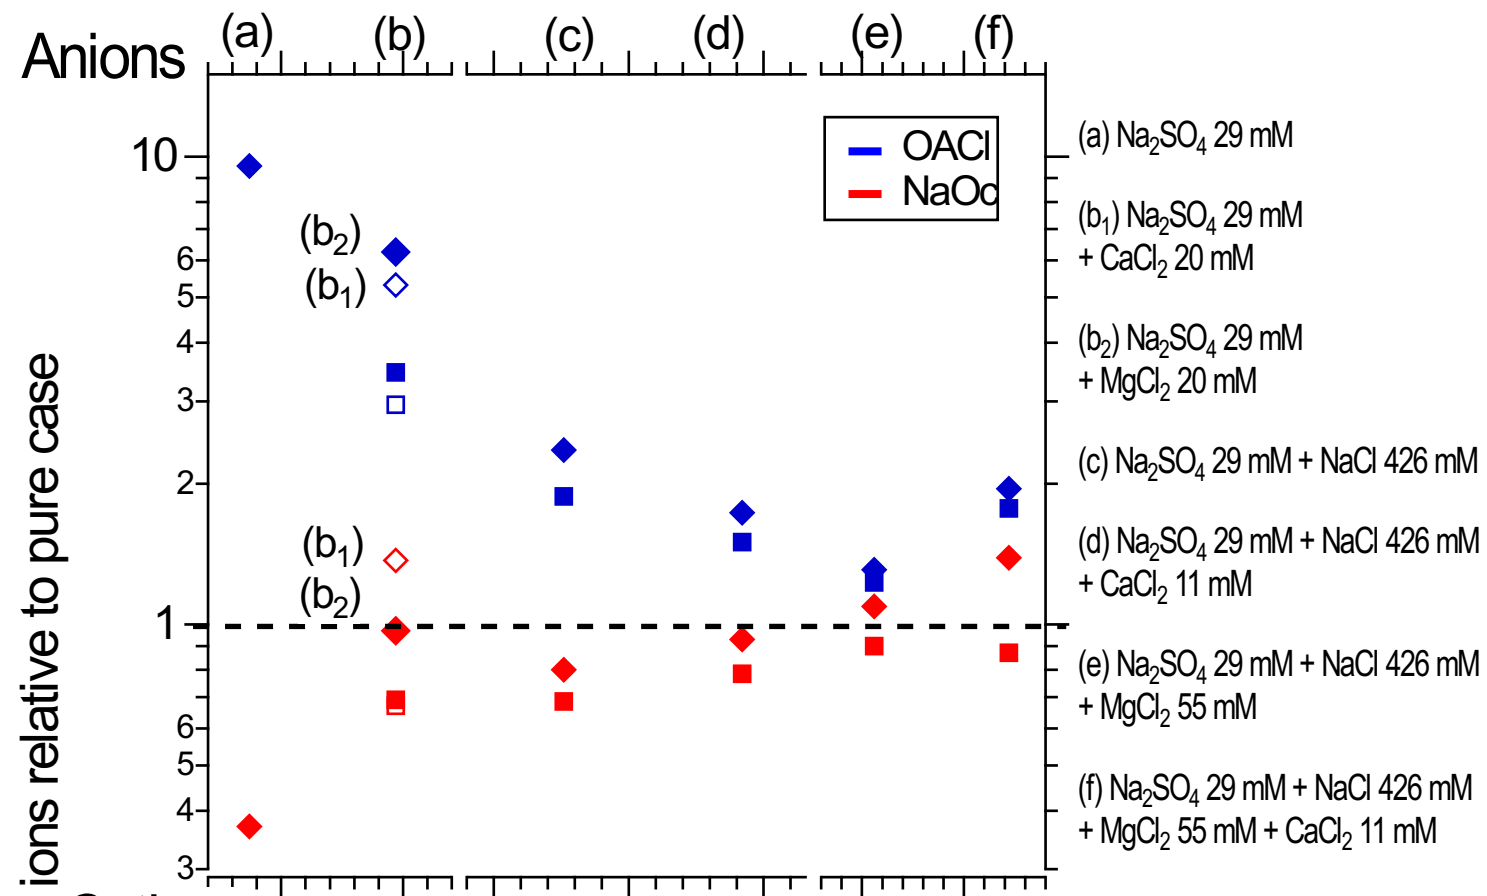 Anions
(a) (b) (c) (d) (e) (f)
10
6
5
4
3
2
1
6
5
4
3
ions relative to pure case
(b₂)
(b₁)
(b₁)
(b₂)
OACl
NaOc
(a) Na₂SO₄ 29 mM
(b₁) Na₂SO₄ 29 mM
+ CaCl₂ 20 mM
(b₂) Na₂SO₄ 29 mM
+ MgCl₂ 20 mM
(c) Na₂SO₄ 29 mM + NaCl 426 mM
(d) Na₂SO₄ 29 mM + NaCl 426 mM
+ CaCl₂ 11 mM
(e) Na₂SO₄ 29 mM + NaCl 426 mM
+ MgCl₂ 55 mM
(f) Na₂SO₄ 29 mM + NaCl 426 mM
+ MgCl₂ 55 mM + CaCl₂ 11 mM